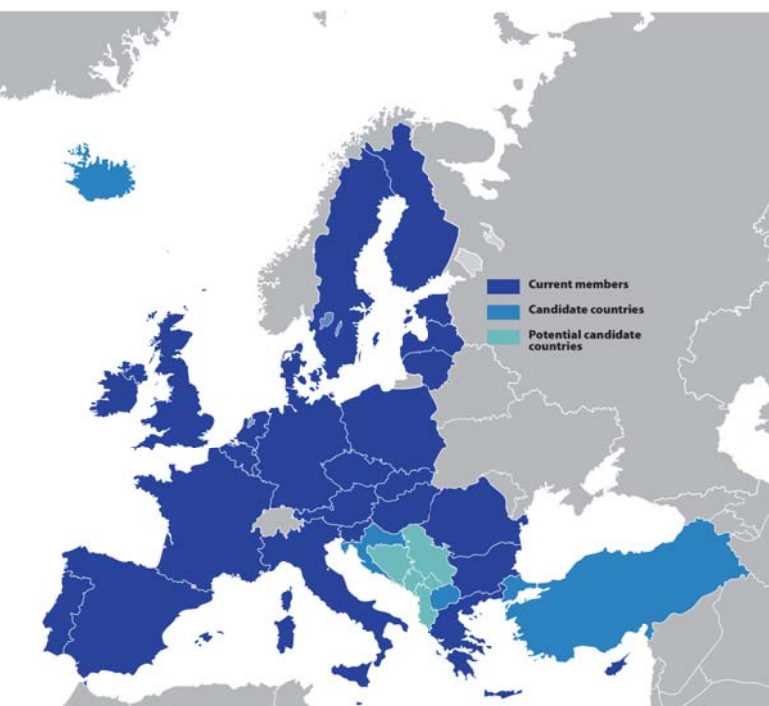 Current members
Candidate countries
Potential candidate
countries